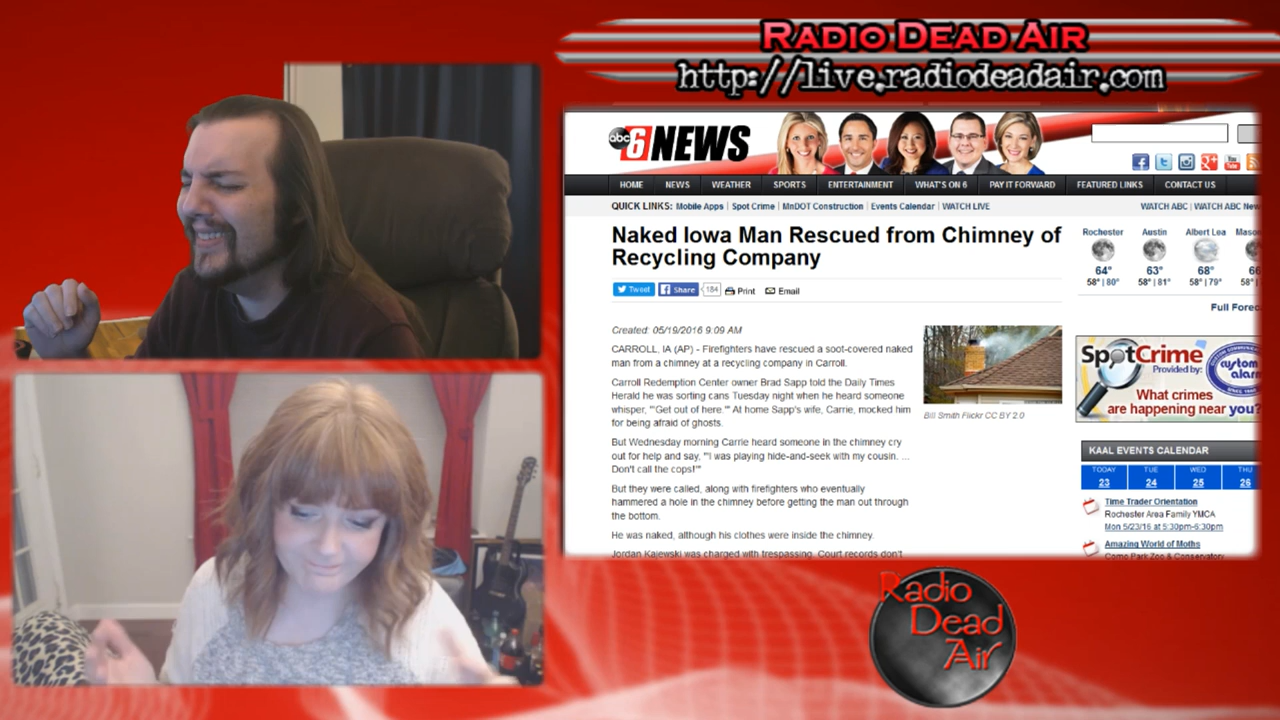 RADIO DEAD AIR
http://live.radiodeadair.com
abc 6 NEWS
HOME NEWS WEATHER SPORTS ENTERTAINMENT WHAT'S ON 6 PAY IT FORWARD FEATURED LINKS CONTACT US
QUICK LINKS: Mobile Apps | Spot Crime | MnDOT Construction | Events Calendar | WATCH LIVE
WATCH ABC | WATCH ABC New
Naked Iowa Man Rescued from Chimney of
Recycling Company
Tweet Share 184 Print Email
Created: 05/19/2016 9:09 AM
CARROLL, IA (AP) - Firefighters have rescued a soot-covered naked
man from a chimney at a recycling company in Carroll.
Carroll Redemption Center owner Brad Sapp told the Daily Times
Herald he was sorting cans Tuesday night when he heard someone
whisper, "'Get out of here.'" At home Sapp's wife, Carrie, mocked him
for being afraid of ghosts.
But Wednesday morning Carrie heard someone in the chimney cry
out for help and say, "'I was playing hide-and-seek with my cousin. ...
Don't call the cops!'"
But they were called, along with firefighters who eventually
hammered a hole in the chimney before getting the man out through
the bottom.
He was naked, although his clothes were inside the chimney.
Jordan Kajewski was charged with trespassing. Court records don't
Bill Smith Flickr CC BY 2.0
Rochester Austin Albert Lea Mason
64° 63° 68° 66
58° | 80° 58° | 81° 58° | 79° 58° |
Full Forec
SpotCrime
Provided by:
custom
alarm
What crimes
are happening near you?
KAAL EVENTS CALENDAR
TODAY TUE WED THU
23 24 25 26
Time Trader Orientation
Rochester Area Family YMCA
Mon 5/23/16 at 5:30pm-6:30pm
Amazing World of Moths
Como Park Zoo & Conservatory
Radio
Dead
Air